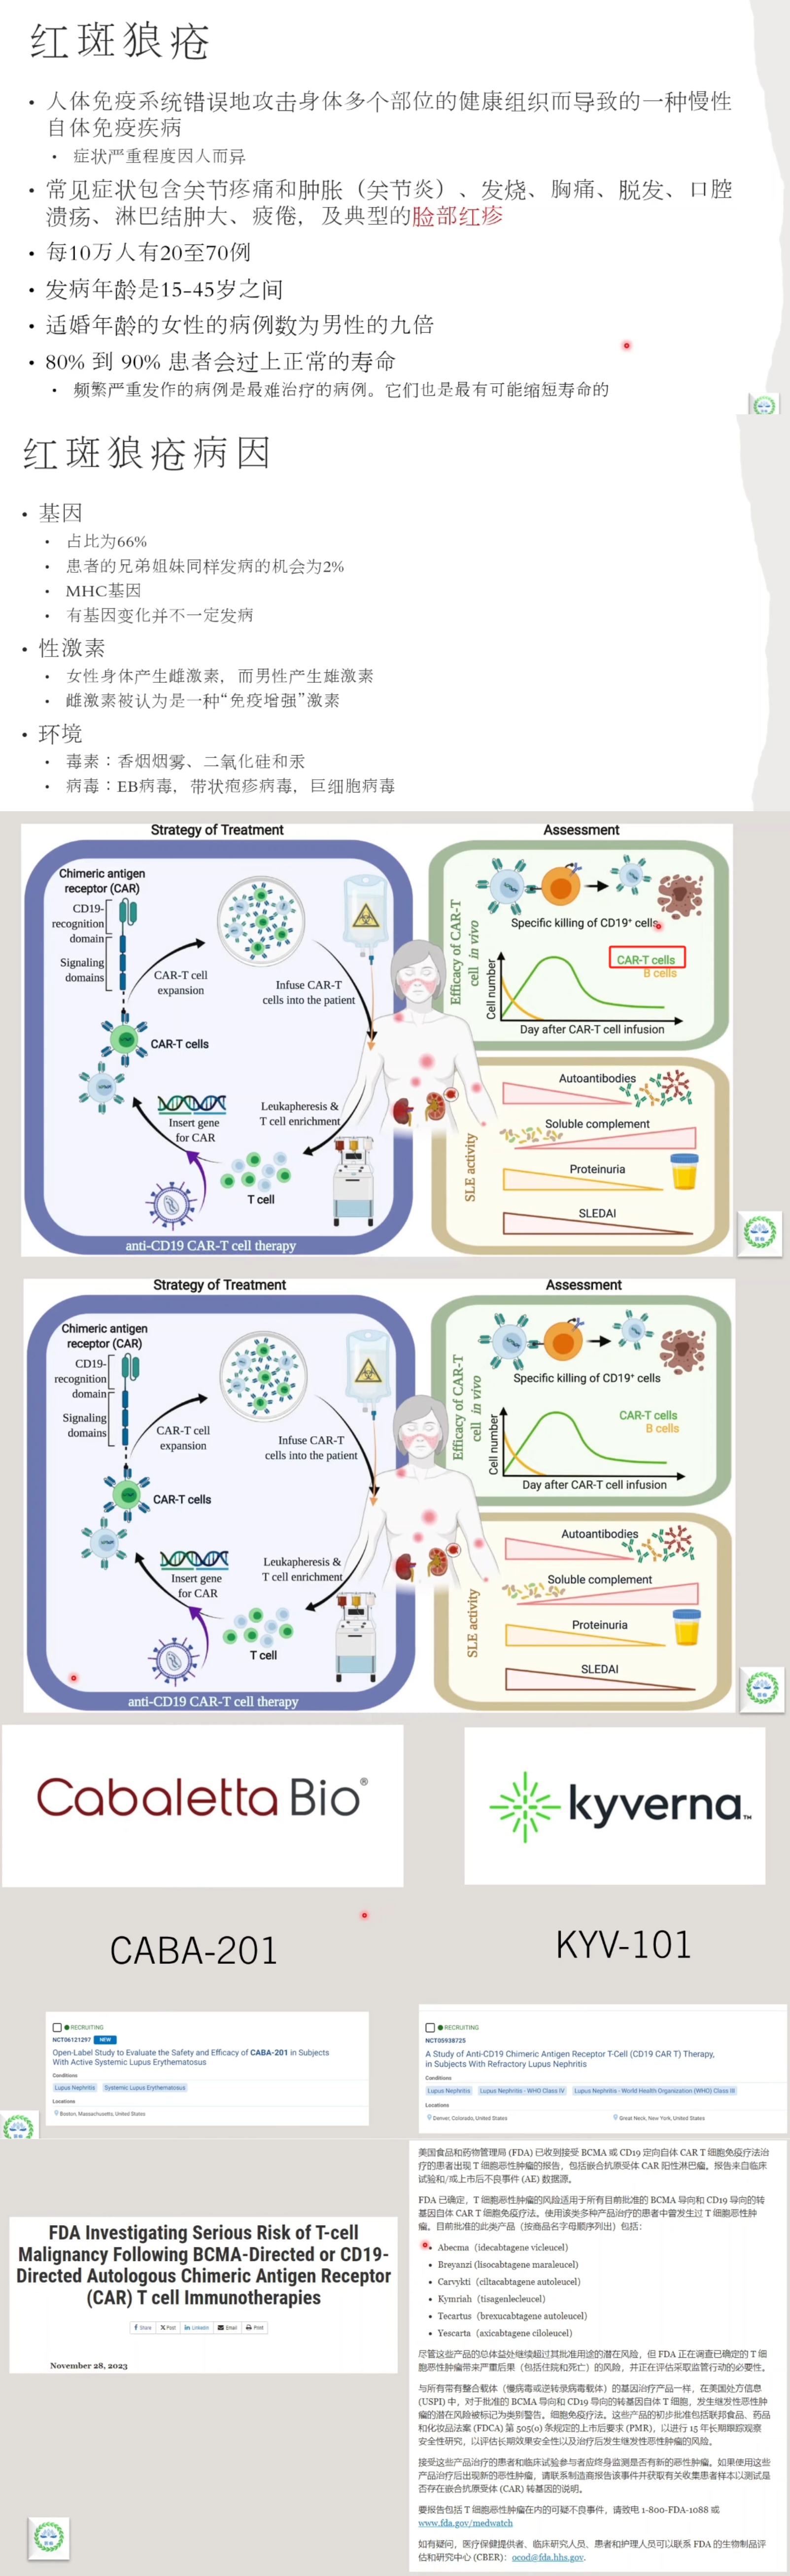 红斑狼疮
• 人体免疫系统错误地攻击身体多个部位的健康组织而导致的一种慢性
自体免疫疾病
• 症状严重程度因人而异
• 常见症状包含关节疼痛和肿胀（关节炎）、发烧、胸痛、脱发、口腔
溃疡、淋巴结肿大、疲倦，及典型的脸部红疹
• 每10万人有20至70例
• 发病年龄是15-45岁之间
• 适婚年龄的女性的病例数为男性的九倍
• 80% 到 90% 患者会过上正常的寿命
• 频繁严重发作的病例是最难治疗的病例。它们也是最有可能缩短寿命的
红斑狼疮病因
• 基因
• 占比为66%
• 患者的兄弟姐妹同样发病的机会为2%
• MHC基因
• 有基因变化并不一定发病
• 性激素
• 女性身体产生雌激素，而男性产生雄激素
• 雌激素被认为是一种“免疫增强”激素
• 环境
• 毒素：香烟烟雾、二氧化硅和汞
• 病毒：EB病毒，带状疱疹病毒，巨细胞病毒
Strategy of Treatment
Chimeric antigen
receptor (CAR)
CD19-
recognition
domain
Signaling
domains
CAR-T cell
expansion
Infuse CAR-T
cells into the patient
CAR-T cells
Insert gene
for CAR
Leukapheresis &
T cell enrichment
T cell
anti-CD19 CAR-T cell therapy
Assessment
Efficacy of CAR-T
cell in vivo
Specific killing of CD19⁺ cells
Cell number
CAR-T cells
B cells
Day after CAR-T cell infusion
SLE activity
Autoantibodies
Soluble complement
Proteinuria
SLEDAI
Strategy of Treatment
Chimeric antigen
receptor (CAR)
CD19-
recognition
domain
Signaling
domains
CAR-T cell
expansion
Infuse CAR-T
cells into the patient
CAR-T cells
Insert gene
for CAR
Leukapheresis &
T cell enrichment
T cell
anti-CD19 CAR-T cell therapy
Assessment
Efficacy of CAR-T
cell in vivo
Specific killing of CD19⁺ cells
Cell number
CAR-T cells
B cells
Day after CAR-T cell infusion
SLE activity
Autoantibodies
Soluble complement
Proteinuria
SLEDAI
Cabaletta Bio®
kyverna™
CABA-201
KYV-101
RECRUITING
NCT06121297 NEW
Open-Label Study to Evaluate the Safety and Efficacy of CABA-201 in Subjects
With Active Systemic Lupus Erythematosus
Conditions
Lupus Nephritis Systemic Lupus Erythematosus
Locations
Boston, Massachusetts, United States
RECRUITING
NCT05938725
A Study of Anti-CD19 Chimeric Antigen Receptor T-Cell (CD19 CAR T) Therapy,
in Subjects With Refractory Lupus Nephritis
Conditions
Lupus Nephritis Lupus Nephritis - WHO Class IV Lupus Nephritis - World Health Organization (WHO) Class III
Locations
Denver, Colorado, United States Great Neck, New York, United States
FDA Investigating Serious Risk of T-cell
Malignancy Following BCMA-Directed or CD19-
Directed Autologous Chimeric Antigen Receptor
(CAR) T cell Immunotherapies
Share Post Linkedin Email Print
November 28, 2023
美国食品和药物管理局 (FDA) 已收到接受 BCMA 或 CD19 定向自体 CAR T 细胞免疫疗法治
疗的患者出现 T 细胞恶性肿瘤的报告，包括嵌合抗原受体 CAR 阳性淋巴瘤。报告来自临床
试验和/或上市后不良事件 (AE) 数据源。
FDA 已确定，T 细胞恶性肿瘤的风险适用于所有目前批准的 BCMA 导向和 CD19 导向的转
基因自体 CAR T 细胞免疫疗法。使用该类多种产品治疗的患者中曾发生过 T 细胞恶性肿
瘤。目前批准的此类产品（按商品名字母顺序列出）包括：
• Abecma（idecabtagene vicleucel）
• Breyanzi (lisocabtagene maraleucel)
• Carvykti（ciltacabtagene autoleucel）
• Kymriah（tisagenlecleucel）
• Tecartus（brexucabtagene autoleucel）
• Yescarta（axicabtagene ciloleucel）
尽管这些产品的总体益处继续超过其批准用途的潜在风险，但 FDA 正在调查已确定的 T 细
胞恶性肿瘤带来严重后果（包括住院和死亡）的风险，并正在评估采取监管行动的必要性。
与所有带有整合载体（慢病毒或逆转录病毒载体）的基因治疗产品一样，在美国处方信息
(USPI) 中，对于批准的 BCMA 导向和 CD19 导向的转基因自体 T 细胞，发生继发性恶性肿
瘤的潜在风险被标记为类别警告。细胞免疫疗法。这些产品的初步批准包括联邦食品、药品
和化妆品法案 (FDCA) 第 505(o) 条规定的上市后要求 (PMR)，以进行 15 年长期跟踪观察
安全性研究，以评估长期效果安全性以及治疗后发生继发性恶性肿瘤的风险。
接受这些产品治疗的患者和临床试验参与者应终身监测是否有新的恶性肿瘤。如果使用这些
产品治疗后出现新的恶性肿瘤，请联系制造商报告该事件并获取有关收集患者样本以测试是
否存在嵌合抗原受体 (CAR) 转基因的说明。
要报告包括 T 细胞恶性肿瘤在内的可疑不良事件，请致电 1-800-FDA-1088 或
www.fda.gov/medwatch
如有疑问，医疗保健提供者、临床研究人员、患者和护理人员可以联系 FDA 的生物制品评
估和研究中心 (CBER)：ocod@fda.hhs.gov.